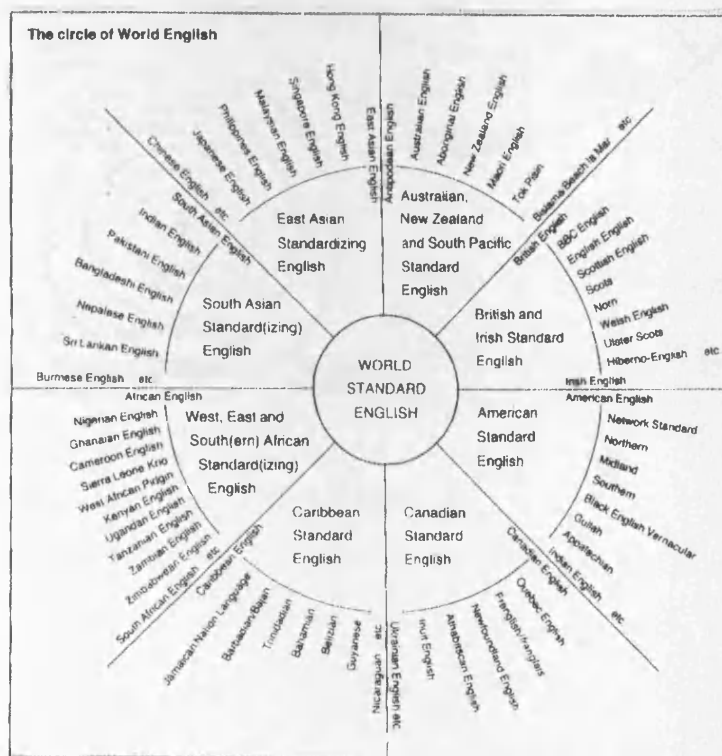 The circle of World English
WORLD
STANDARD
ENGLISH
Australian,
New Zealand
and South Pacific
Standard
English
Antipodean English
Australian English
Aboriginal English
New Zealand English
Maori English
Tok Pisin
Bislama Beach la Mar etc
British and
Irish Standard
English
British English
BBC English
English English
Scottish English
Scots
Norn
Welsh English
Ulster Scots
Hiberno-English etc
Irish English
American
Standard
English
American English
Network Standard
Northern
Midland
Southern
Black English Vernacular
Gullah
Appalachian
Indian English etc
Canadian
Standard
English
Canadian English
Quebec English
Frenglish/franglais
Newfoundland English
Athabascan English
Inuit English
Ukrainian English etc
Caribbean
Standard
English
Caribbean English
Jamaican Nation Language
Barbadian/Bajan
Trinidadian
Bahamian
Belizian
Guyanese
Nicaraguan etc
West, East and
South(ern) African
Standard(izing)
English
African English
Nigerian English
Ghanaian English
Cameroon English
Sierra Leone Krio
West African Pidgin
Kenyan English
Ugandan English
Tanzanian English
Zambian English
Zimbabwean English
South African English etc
South Asian
Standard(izing)
English
South Asian English
Indian English
Pakistani English
Bangladeshi English
Nepalese English
Sri Lankan English
Burmese English etc
East Asian
Standardizing
English
East Asian English
Hong Kong English
Singapore English
Malaysian English
Philippines English
Japanese English
Chinese English etc